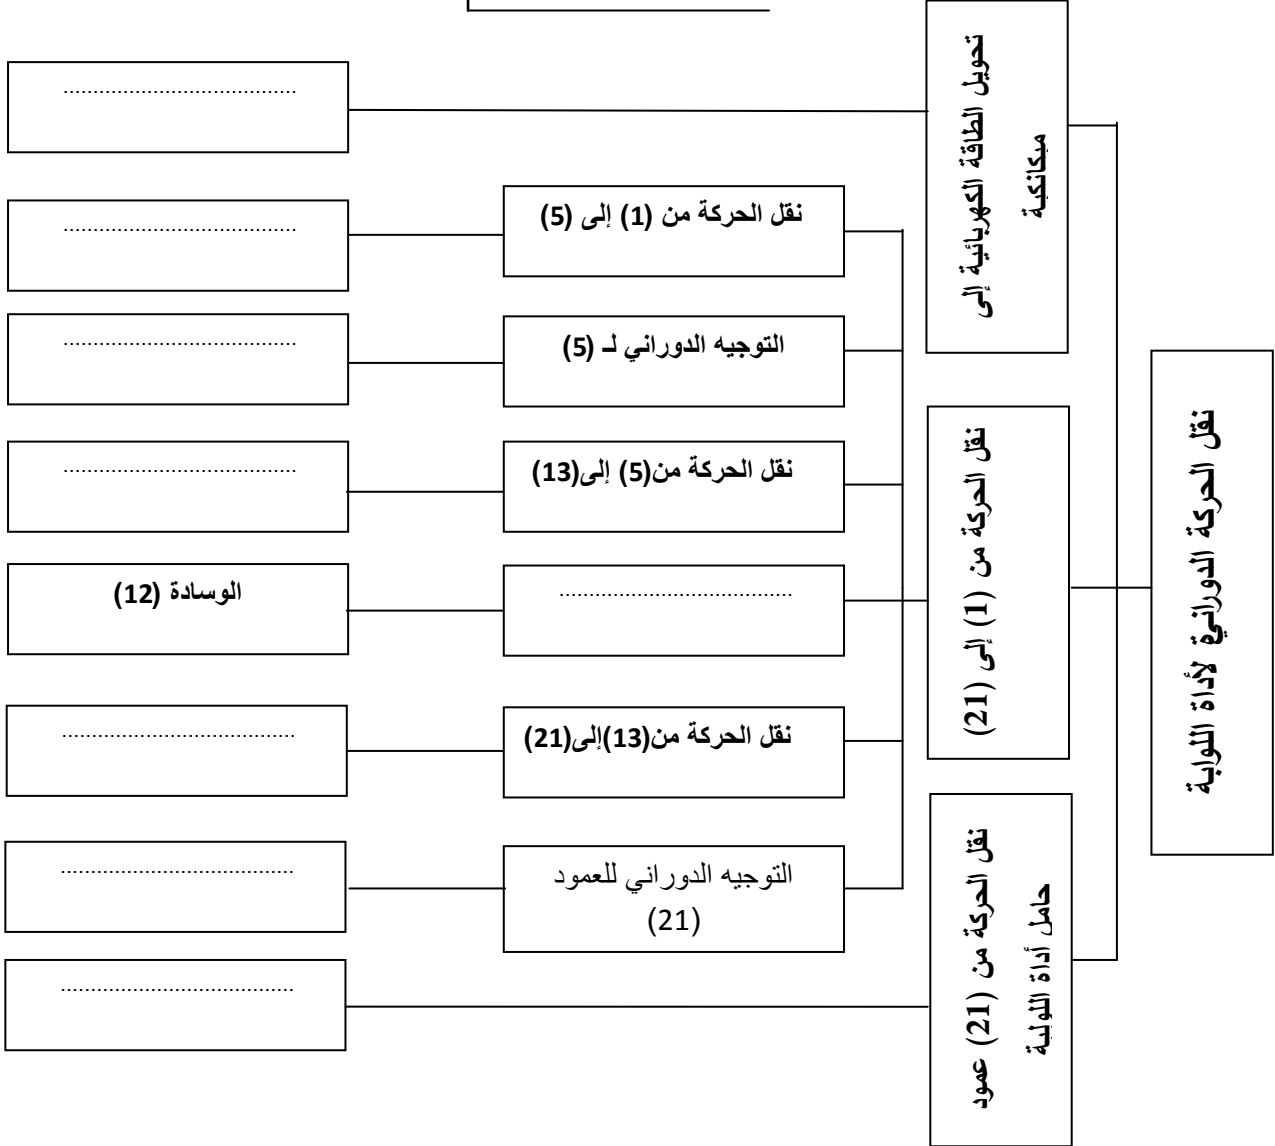 تحويل الطاقة الكهربائية إلى
ميكانكية
.......................................
نقل الحركة من (1) إلى (5)
.......................................
التوجيه الدوراني لـ (5)
.......................................
نقل الحركة من(5) إلى(13)
.......................................
نقل الحركة من (1) إلى (21)
نقل الحركة الدورانية لأداة اللوابة
.......................................
الوسادة (12)
نقل الحركة من(13)إلى(21)
.......................................
التوجيه الدوراني للعمود
(21)
.......................................
نقل الحركة من (21) عمود
حامل أداة اللولبة
.......................................